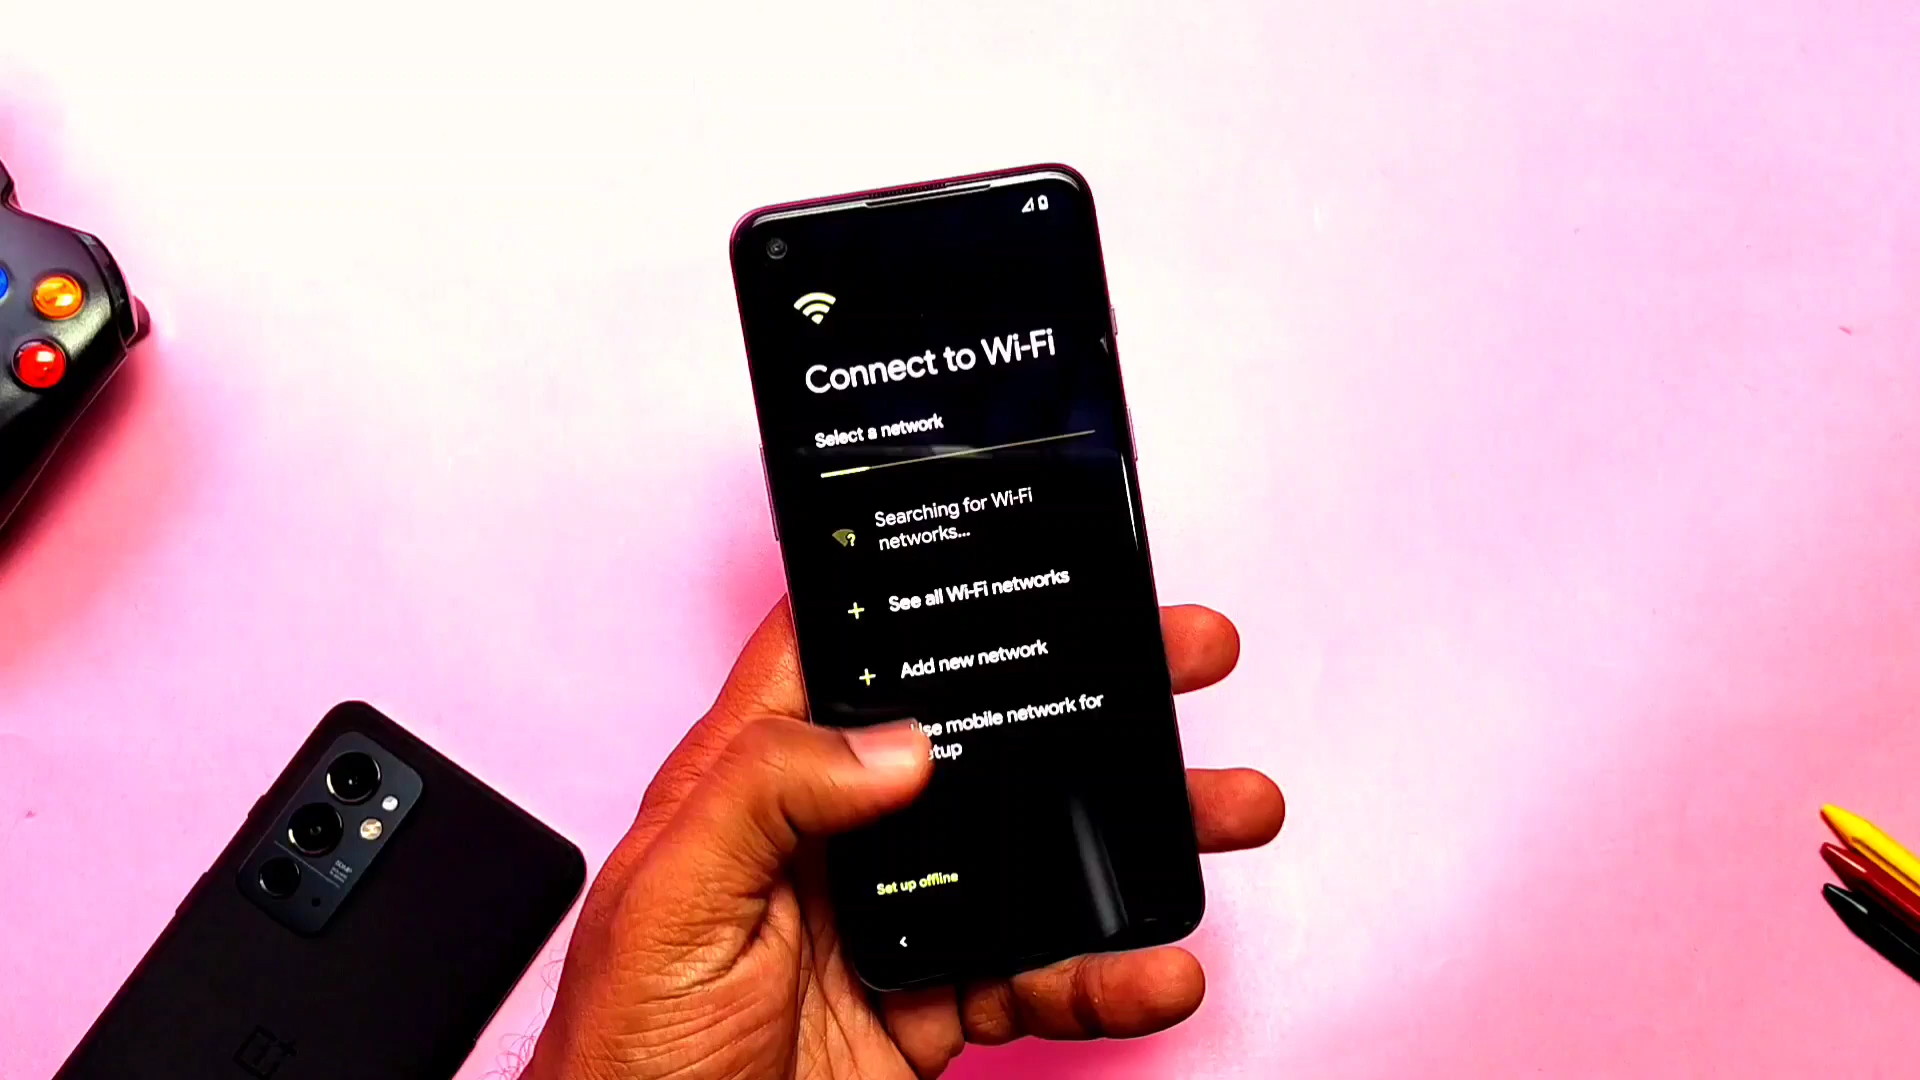 Connect to Wi-Fi
Select a network
Searching for Wi-Fi
networks...
See all Wi-Fi networks
Add new network
mobile network for
Set up offline
50MP